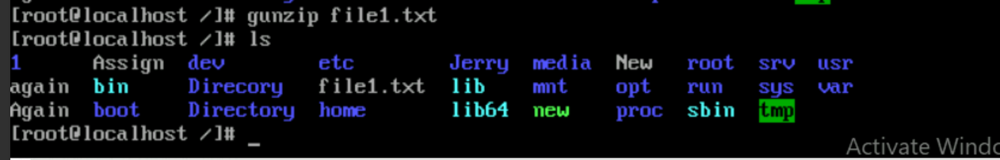 [root@localhost /]# gunzip file1.txt
[root@localhost /]# ls
1 Assign dev etc Jerry media New root srv usr
again bin Direcory file1.txt lib mnt opt run sys var
Again boot Directory home lib64 new proc sbin tmp
[root@localhost /]# _
Activate Windo